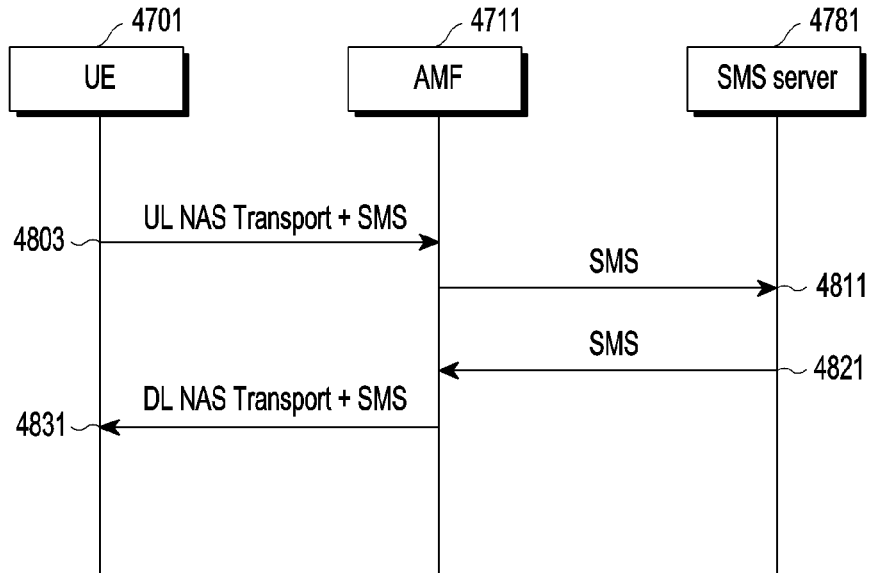 4701
4711
4781
UE
AMF
SMS server
UL NAS Transport + SMS
4803
SMS
4811
SMS
4821
DL NAS Transport + SMS
4831